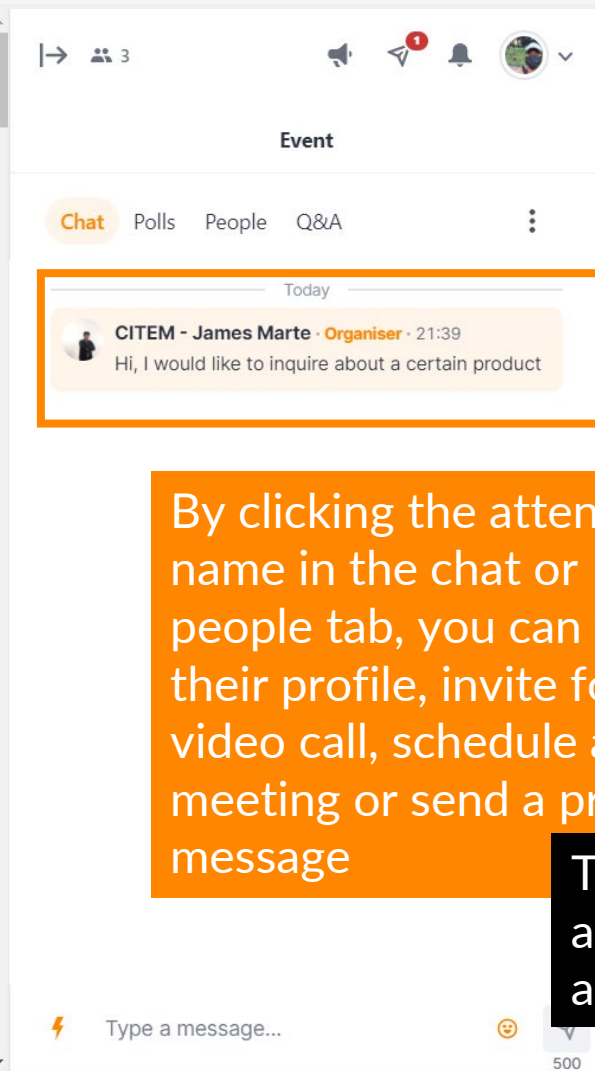 3
1
Event
Chat Polls People Q&A
Today
CITEM - James Marte · Organiser · 21:39
Hi, I would like to inquire about a certain product
By clicking the atten
name in the chat or
people tab, you can
their profile, invite fo
video call, schedule a
meeting or send a pr
message
T
a
a
Type a message...
500